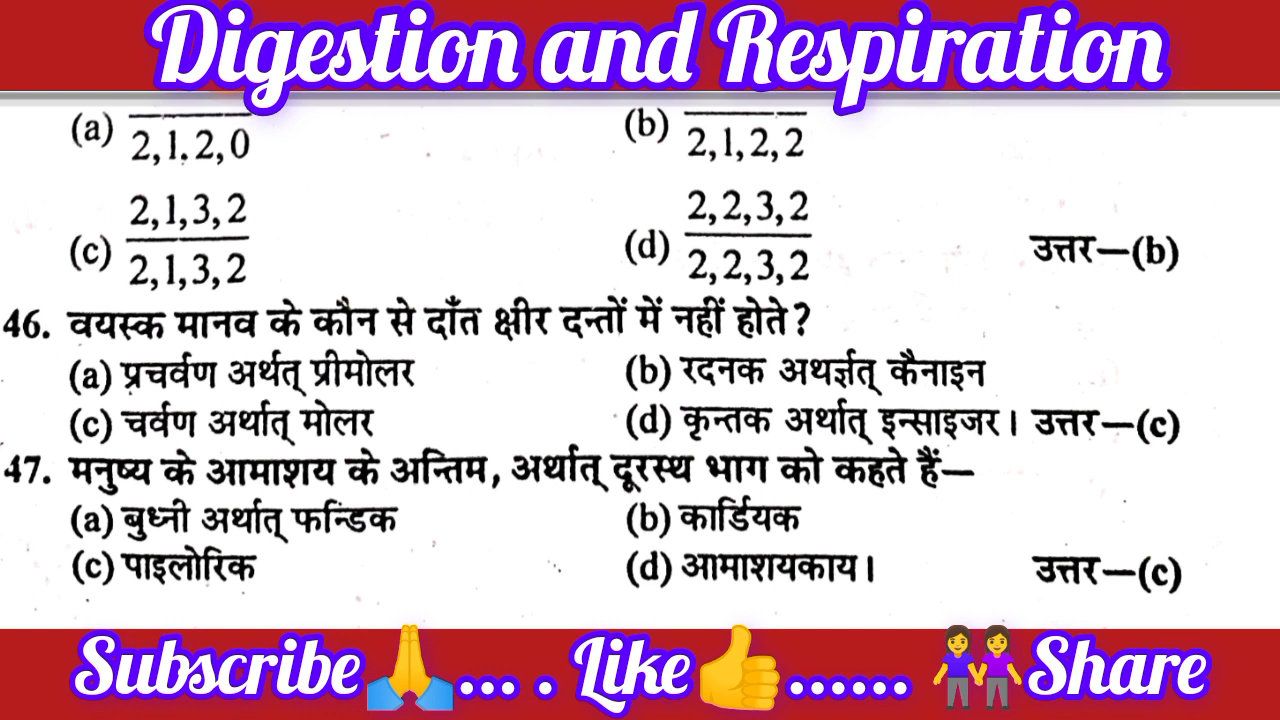 Digestion and Respiration
(a) 2,1,2,0 (b) 2,1,2,2
2,1,3,2 2,2,3,2
(c) (d) उत्तर—(b)
2,1,3,2 2,2,3,2
46. वयस्क मानव के कौन से दाँत क्षीर दन्तों में नहीं होते?
(a) प्रचर्वण अर्थत् प्रीमोलर (b) रदनक अथर्ज्ञत् कैनाइन
(c) चर्वण अर्थात् मोलर (d) कृन्तक अर्थात् इन्साइजर। उत्तर—(c)
47. मनुष्य के आमाशय के अन्तिम, अर्थात् दूरस्थ भाग को कहते हैं—
(a) बुध्नी अर्थात् फन्डिक (b) कार्डियक
(c) पाइलोरिक (d) आमाशयकाय। उत्तर—(c)
Subscribe🙏... . Like👍...... 👭Share